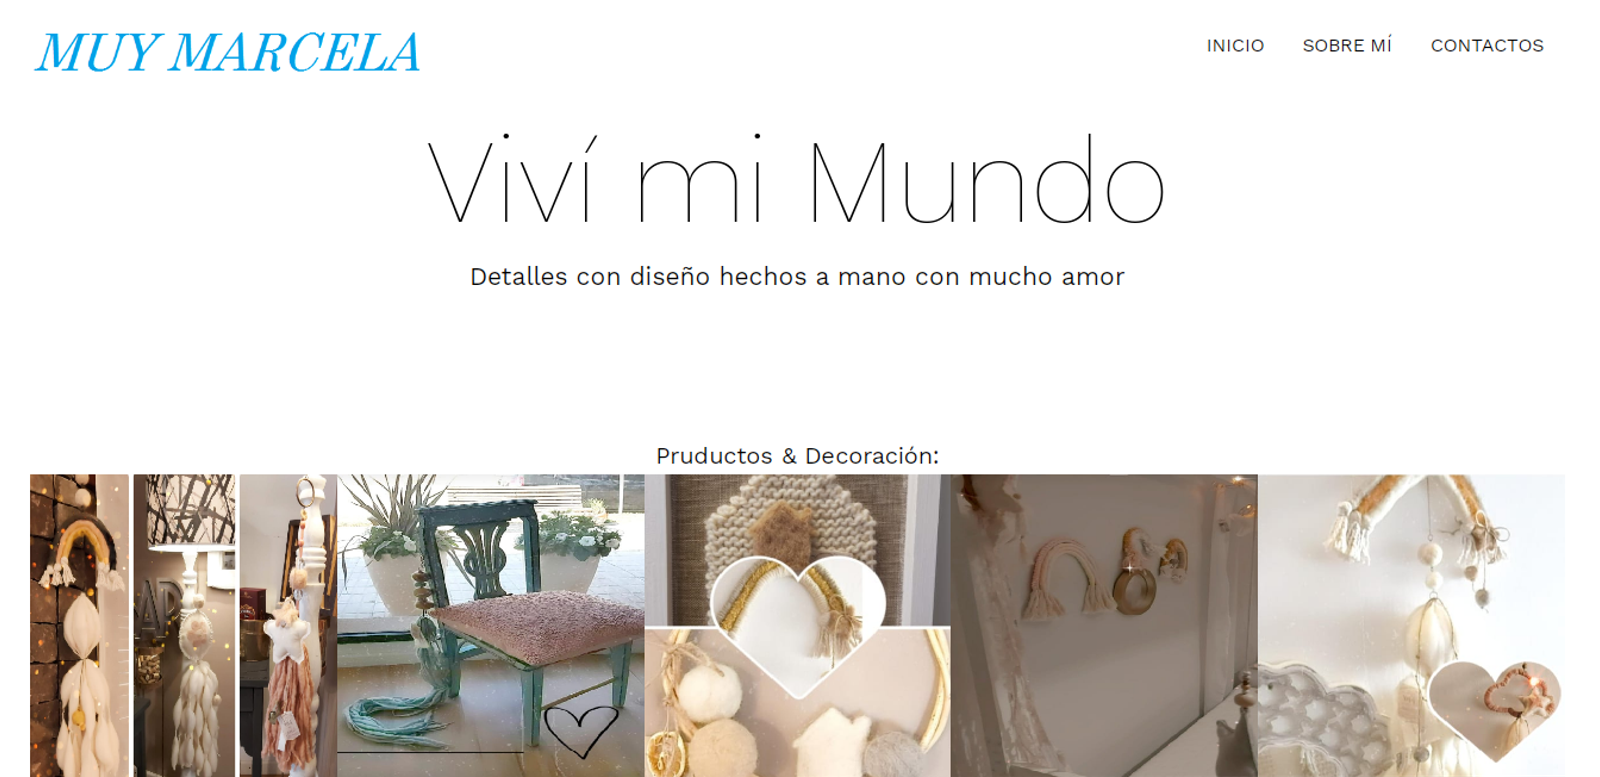 MUY MARCELA
INICIO SOBRE MÍ CONTACTOS
Viví mi Mundo
Detalles con diseño hechos a mano con mucho amor
Pruductos & Decoración: